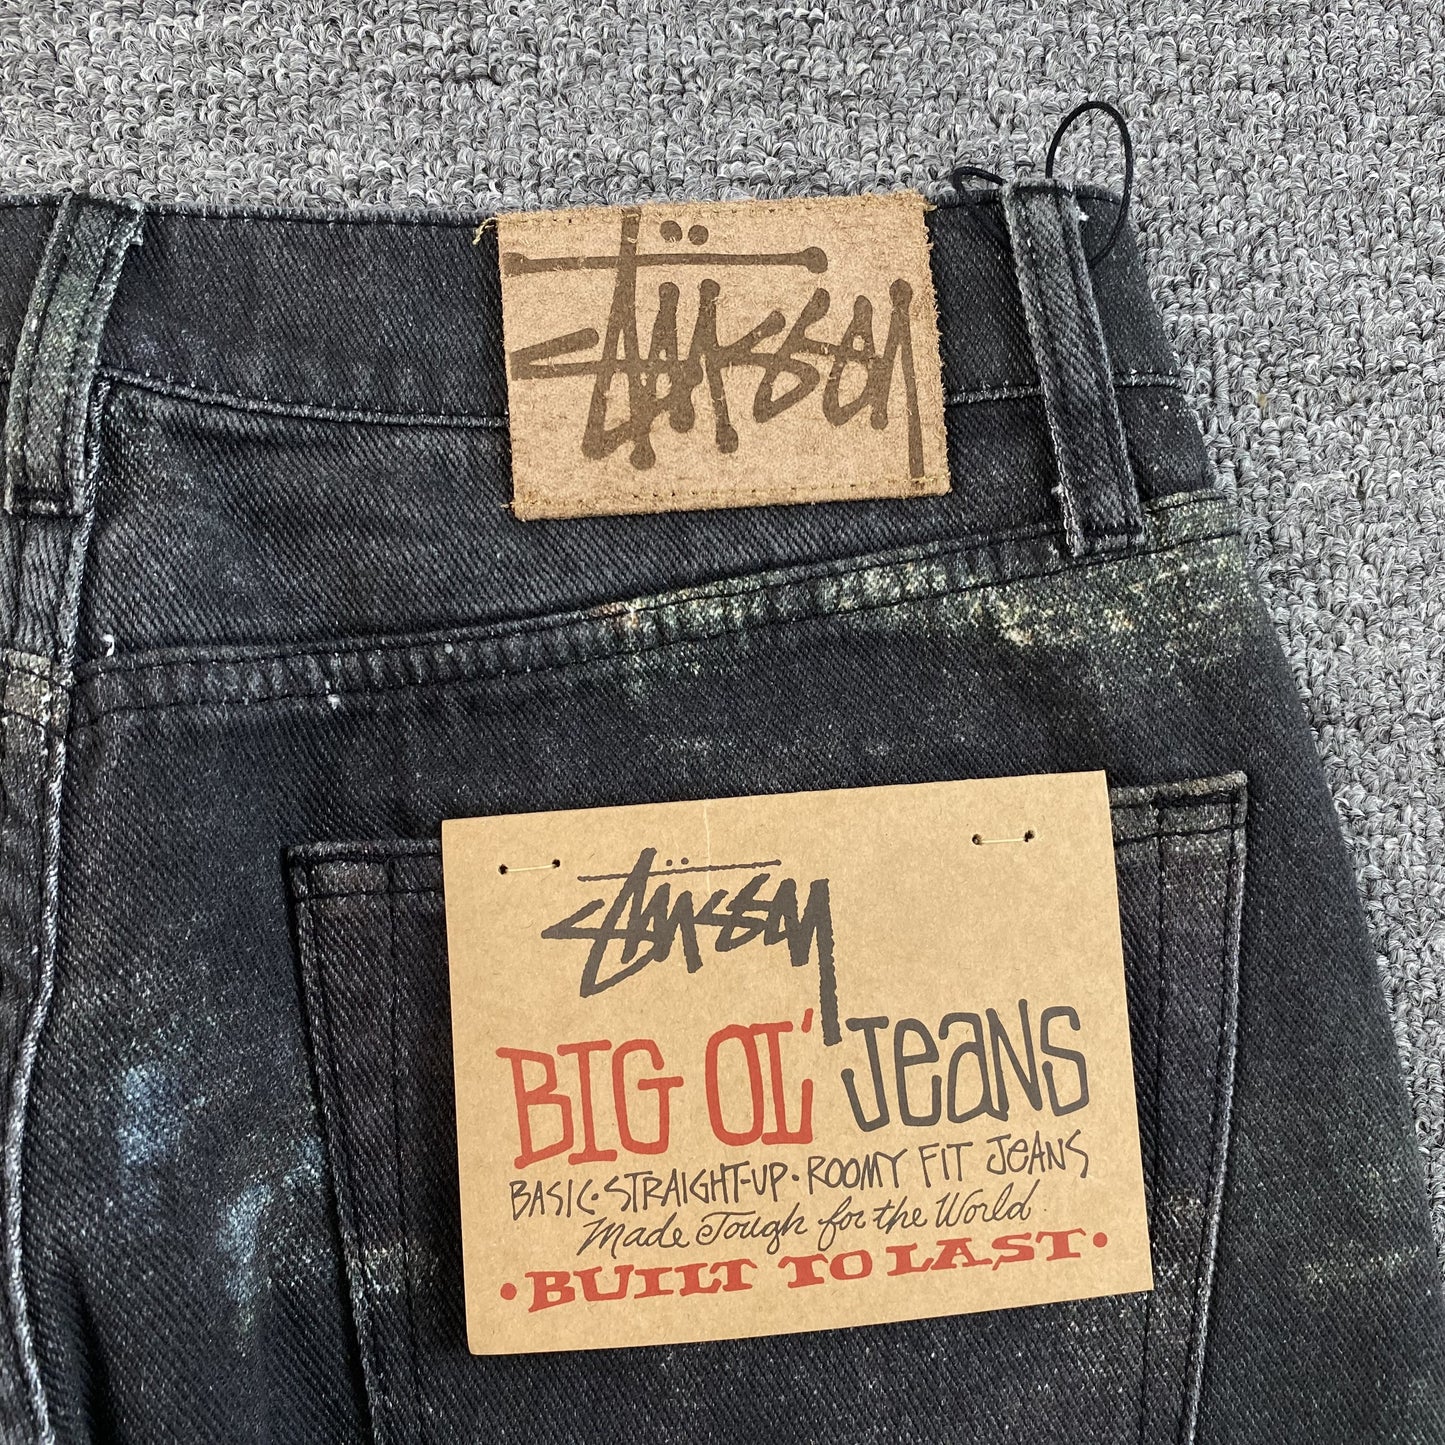 Stüssy
Stüssy
BIG OL' JEANS
BASIC·STRAIGHT-UP·ROOMY FIT JEANS
Made Tough for the World
·BUILT TO LAST·